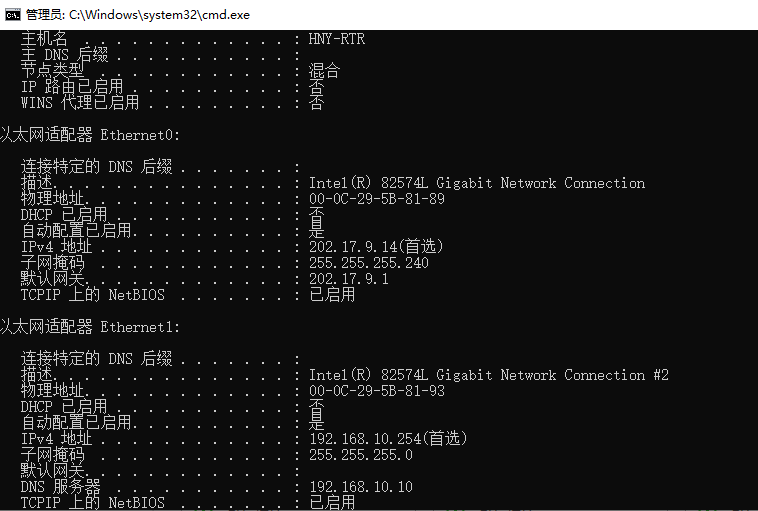 管理员: C:\Windows\system32\cmd.exe
主机名 . . . . . . . . . . . . . : HNY-RTR
主 DNS 后缀 . . . . . . . . . . . :
节点类型 . . . . . . . . . . . . : 混合
IP 路由已启用 . . . . . . . . . . : 否
WINS 代理已启用 . . . . . . . . . : 否
以太网适配器 Ethernet0:
连接特定的 DNS 后缀 . . . . . . . :
描述. . . . . . . . . . . . . . . : Intel(R) 82574L Gigabit Network Connection
物理地址. . . . . . . . . . . . . : 00-0C-29-5B-81-89
DHCP 已启用 . . . . . . . . . . . : 否
自动配置已启用. . . . . . . . . . : 是
IPv4 地址 . . . . . . . . . . . . : 202.17.9.14(首选)
子网掩码 . . . . . . . . . . . . : 255.255.255.240
默认网关. . . . . . . . . . . . . : 202.17.9.1
TCPIP 上的 NetBIOS . . . . . . . : 已启用
以太网适配器 Ethernet1:
连接特定的 DNS 后缀 . . . . . . . :
描述. . . . . . . . . . . . . . . : Intel(R) 82574L Gigabit Network Connection #2
物理地址. . . . . . . . . . . . . : 00-0C-29-5B-81-93
DHCP 已启用 . . . . . . . . . . . : 否
自动配置已启用. . . . . . . . . . : 是
IPv4 地址 . . . . . . . . . . . . : 192.168.10.254(首选)
子网掩码 . . . . . . . . . . . . : 255.255.255.0
默认网关. . . . . . . . . . . . . :
DNS 服务器 . . . . . . . . . . . : 192.168.10.10
TCPIP 上的 NetBIOS . . . . . . . : 已启用